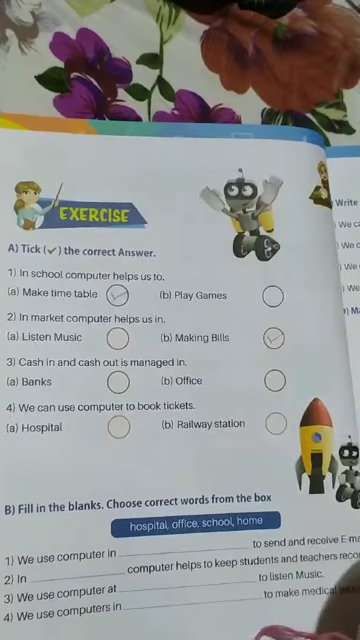 EXERCISE
A) Tick (✓) the correct Answer.
1) In school computer helps us to.
(a) Make time table (b) Play Games
2) In market computer helps us in.
(a) Listen Music (b) Making Bills
3) Cash in and cash out is managed in.
(a) Banks (b) Office
4) We can use computer to book tickets.
(a) Hospital (b) Railway station
B) Fill in the blanks. Choose correct words from the box
hospital, office, school, home
1) We use computer in to send and receive
2) In computer helps to keep students and teachers
3) We use computer at to listen Music.
4) We use computers in to make medical
Write
We
We
We
We